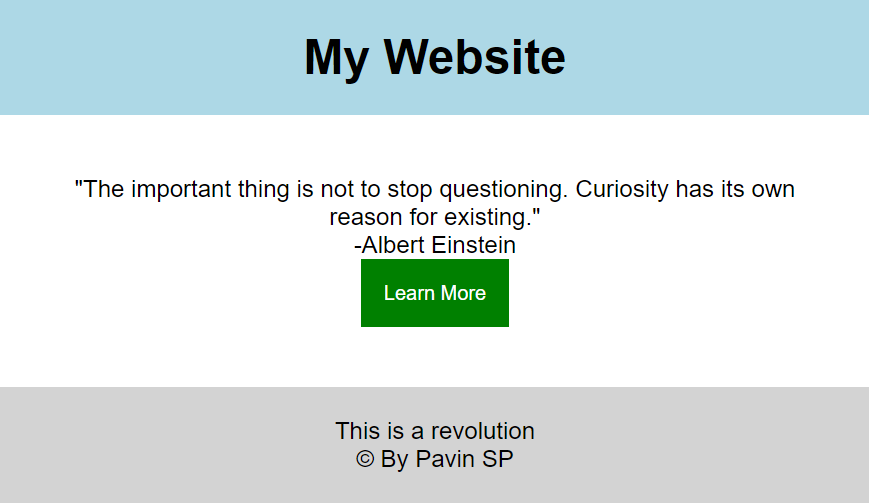 My Website
"The important thing is not to stop questioning. Curiosity has its own
reason for existing."
-Albert Einstein
Learn More
This is a revolution
© By Pavin SP